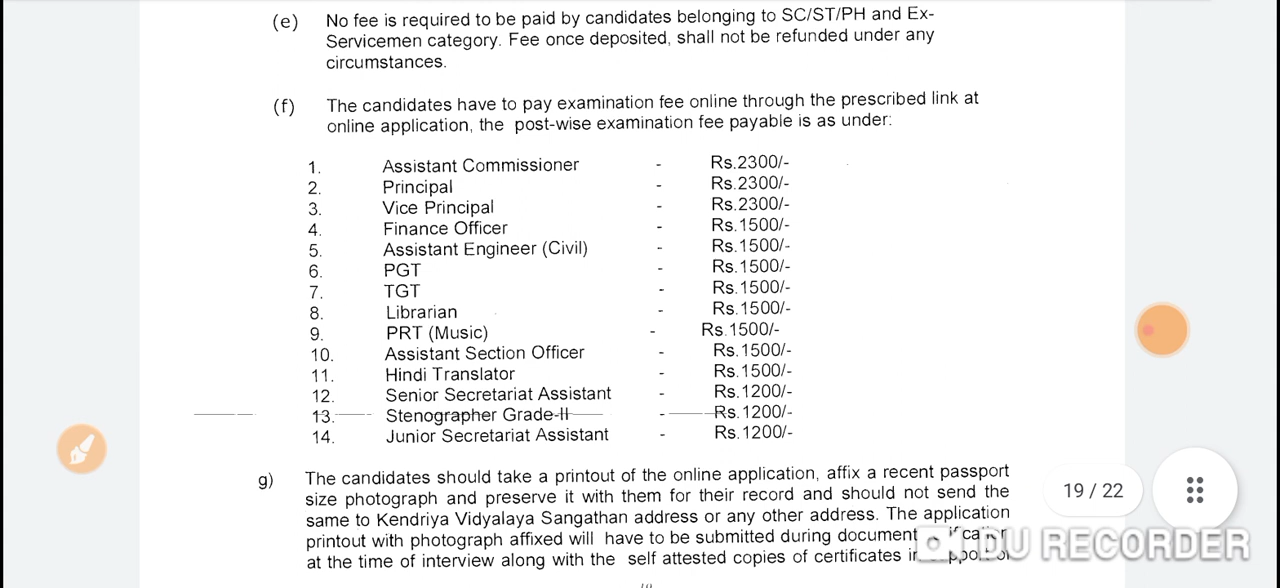 (e) No fee is required to be paid by candidates belonging to SC/ST/PH and Ex-
Servicemen category. Fee once deposited, shall not be refunded under any
circumstances.
(f) The candidates have to pay examination fee online through the prescribed link at
online application, the post-wise examination fee payable is as under:
1. Assistant Commissioner - Rs.2300/-
2. Principal - Rs.2300/-
3. Vice Principal - Rs.2300/-
4. Finance Officer - Rs.1500/-
5. Assistant Engineer (Civil) - Rs.1500/-
6. PGT - Rs.1500/-
7. TGT - Rs.1500/-
8. Librarian - Rs.1500/-
9. PRT (Music) - Rs.1500/-
10. Assistant Section Officer - Rs.1500/-
11. Hindi Translator - Rs.1500/-
12. Senior Secretariat Assistant - Rs.1200/-
13. Stenographer Grade-II - Rs.1200/-
14. Junior Secretariat Assistant - Rs.1200/-
g) The candidates should take a printout of the online application, affix a recent passport
size photograph and preserve it with them for their record and should not send the
same to Kendriya Vidyalaya Sangathan address or any other address. The application
printout with photograph affixed will have to be submitted during document
at the time of interview along with the self attested copies of certificates
19 / 22
DU RECORDER